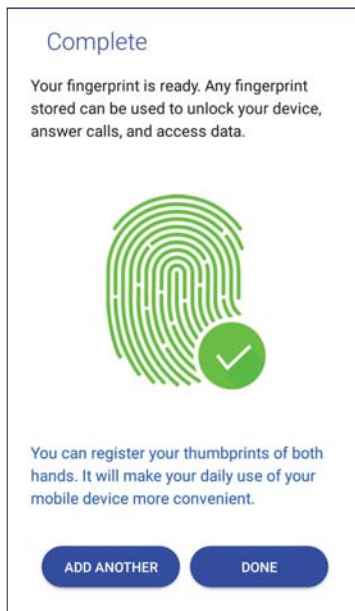 Complete
Your fingerprint is ready. Any fingerprint
stored can be used to unlock your device,
answer calls, and access data.
You can register your thumbprints of both
hands. It will make your daily use of your
mobile device more convenient.
ADD ANOTHER
DONE